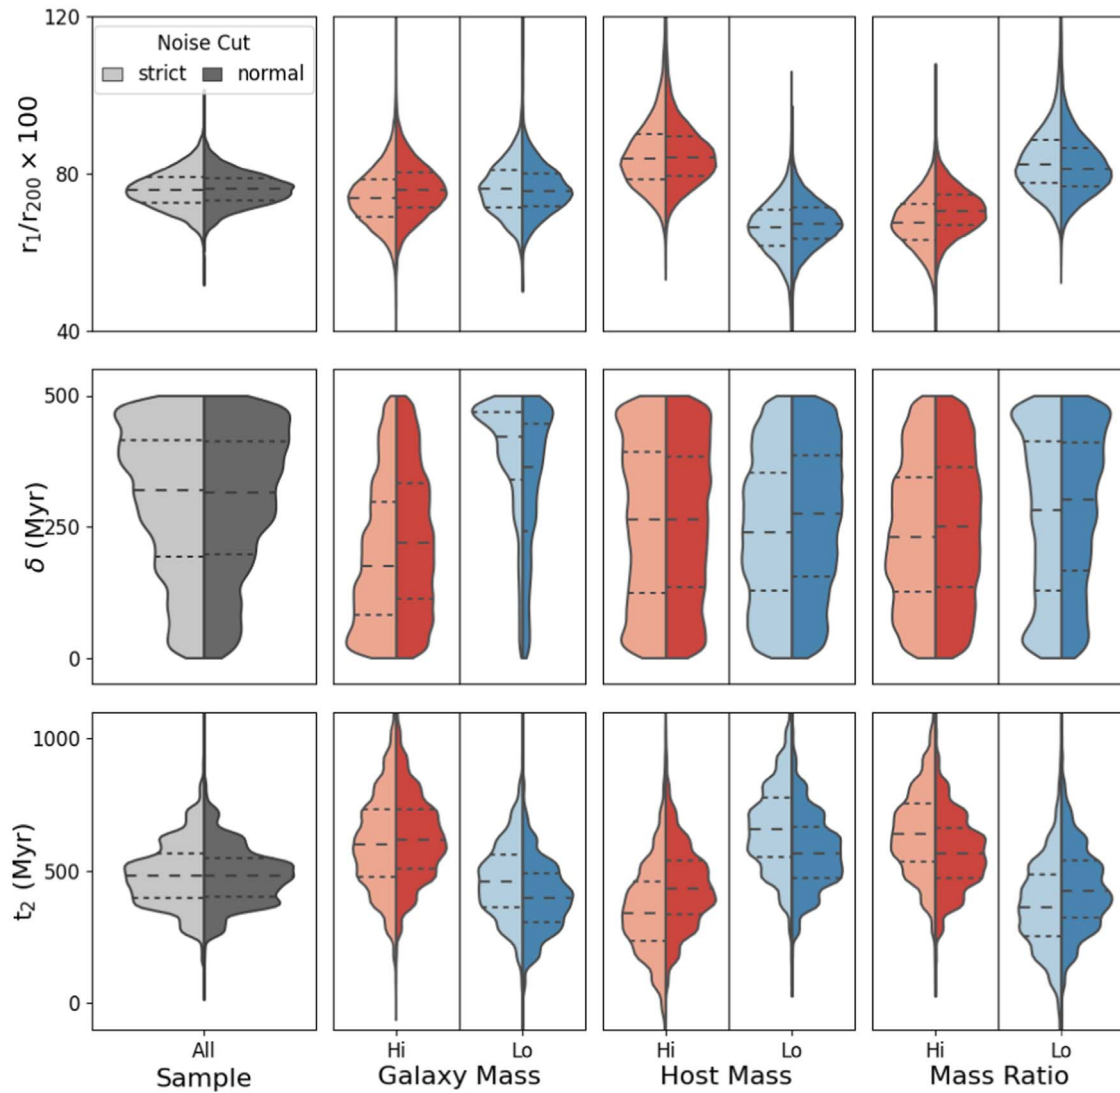 120
Noise Cut
strict normal
80
r₁/r₂₀₀ × 100
40
500
250
δ (Myr)
0
1000
500
t₂ (Myr)
0
All Hi Lo Hi Lo Hi Lo
Sample Galaxy Mass Host Mass Mass Ratio